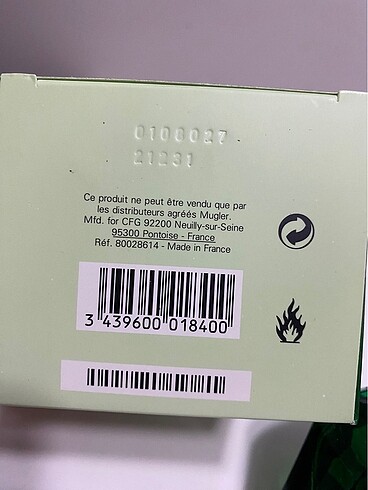 0106027
21231
Ce produit ne peut être vendu que par
les distributeurs agréés Mugler.
Mfd. for CFG 92200 Neuilly-sur-Seine
95300 Pontoise - France
Réf. 80028614 - Made in France
3 439600 018400